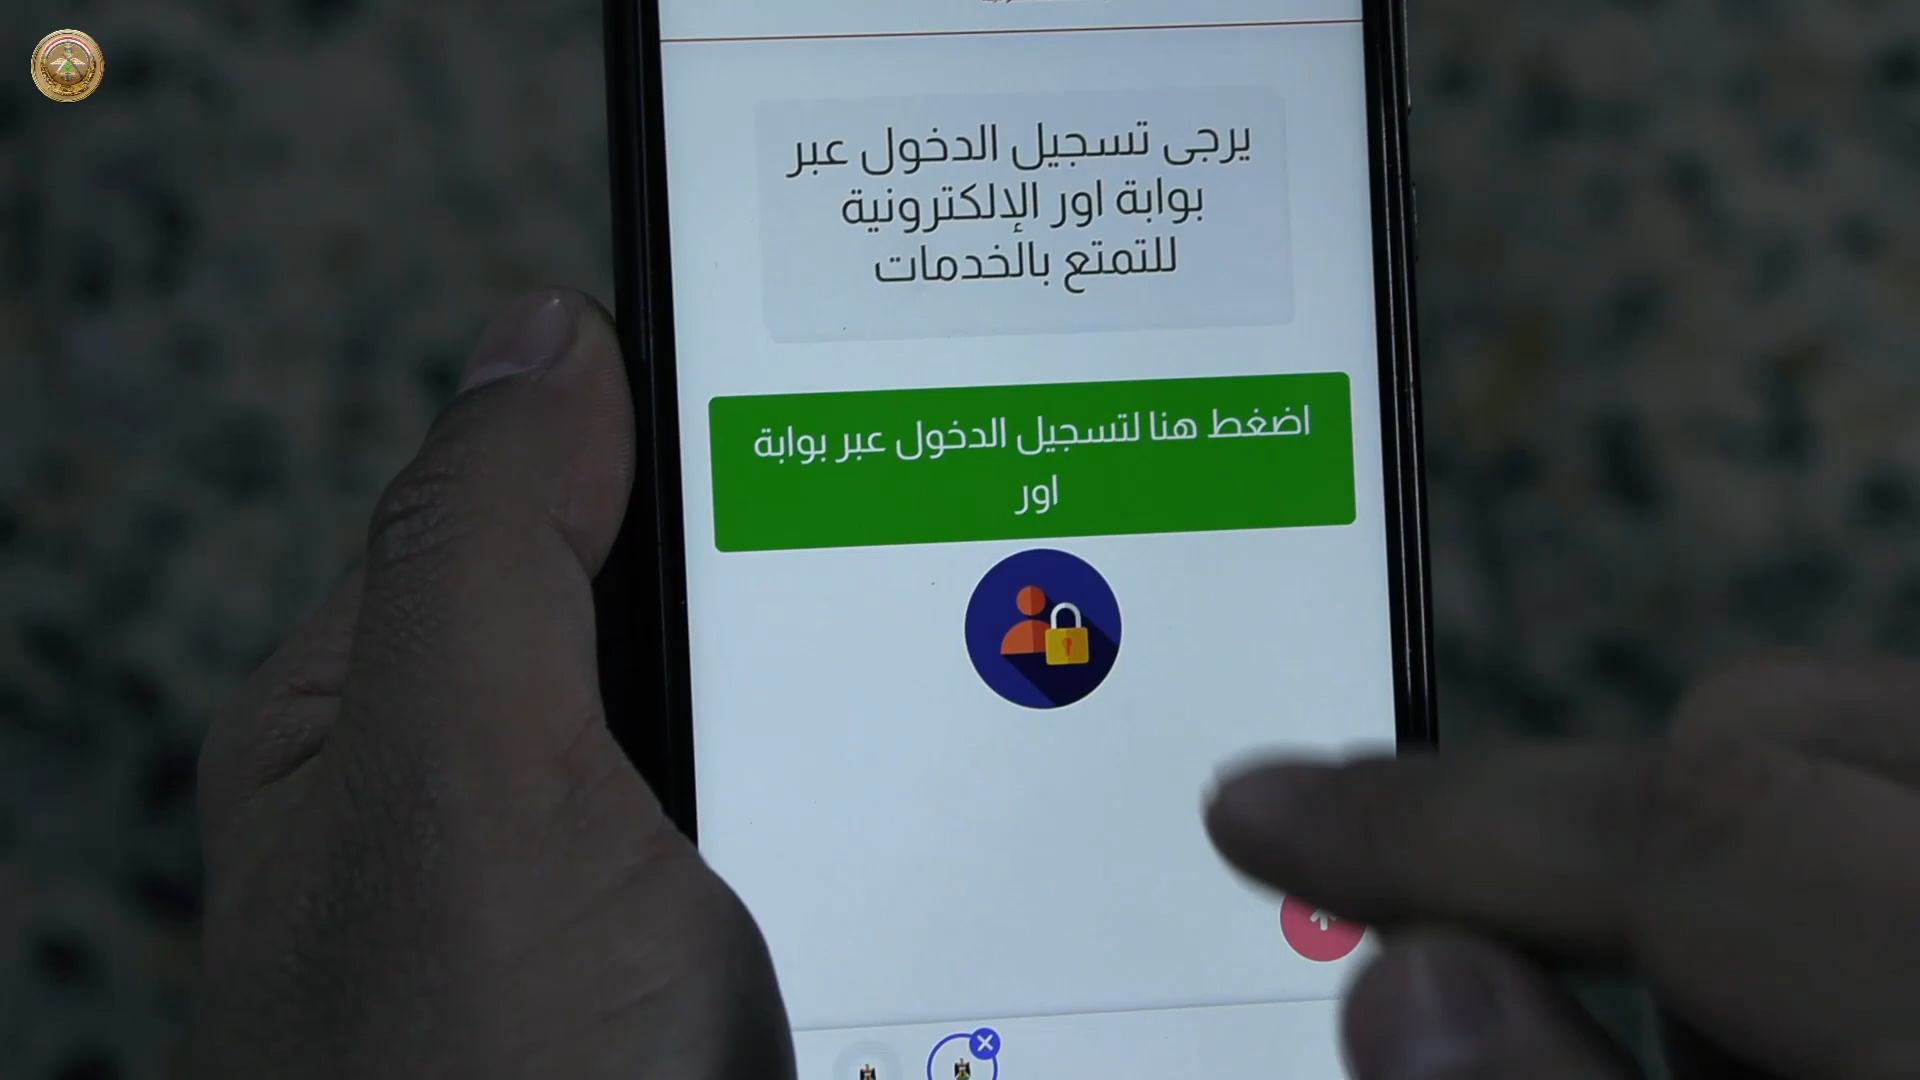 يرجى تسجيل الدخول عبر
بوابة اور الإلكترونية
للتمتع بالخدمات
اضغط هنا لتسجيل الدخول عبر بوابة
اور